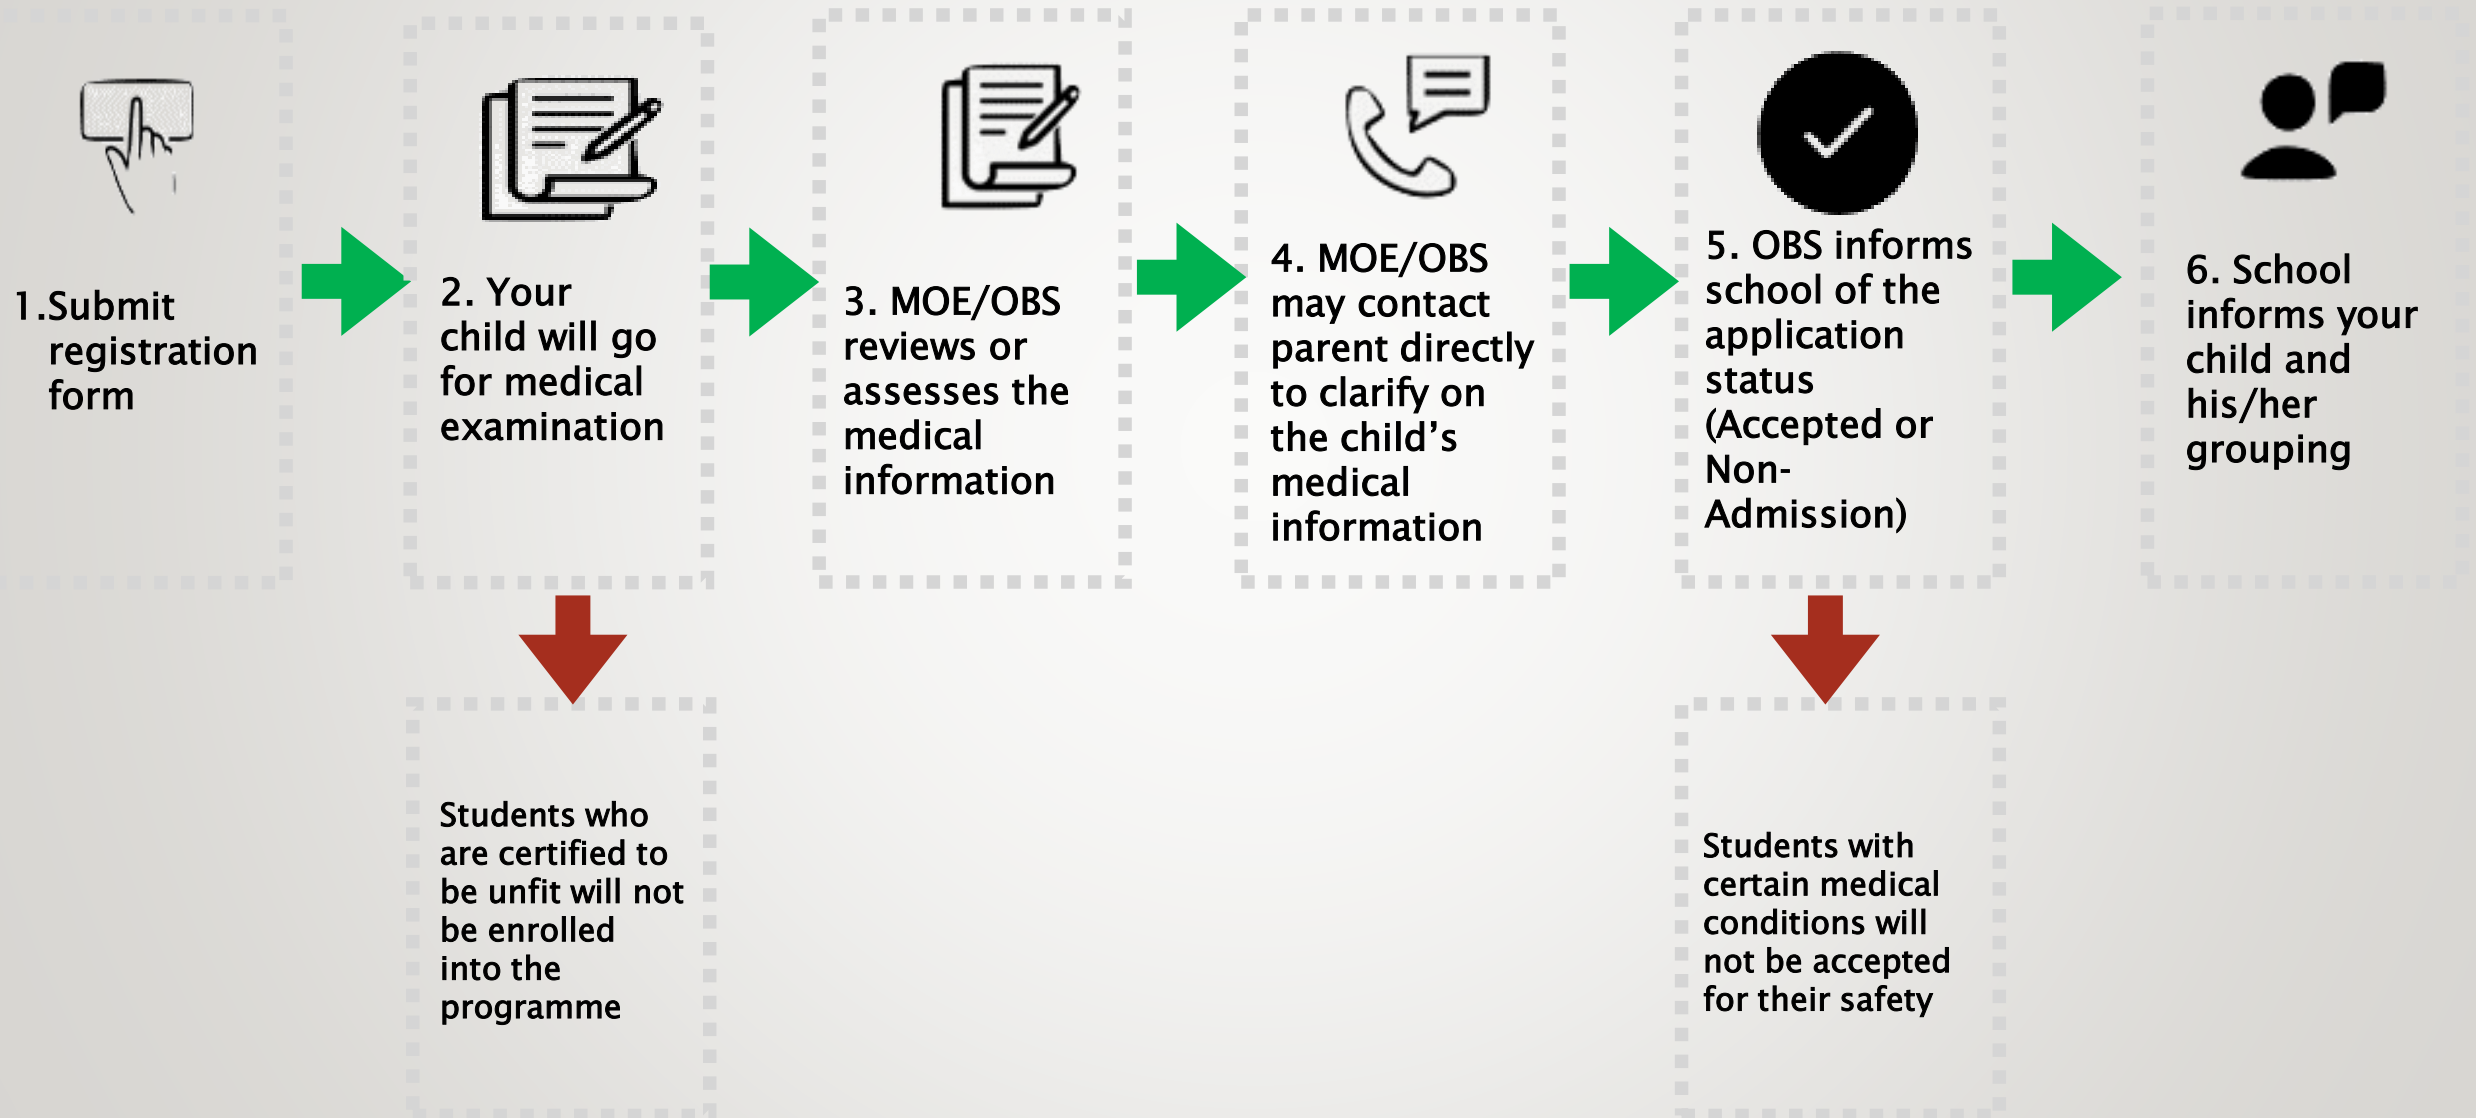 1.Submit
registration
form
2. Your
child will go
for medical
examination
3. MOE/OBS
reviews or
assesses the
medical
information
4. MOE/OBS
may contact
parent directly
to clarify on
the child’s
medical
information
5. OBS informs
school of the
application
status
(Accepted or
Non-
Admission)
6. School
informs your
child and
his/her
grouping
Students who
are certified to
be unfit will not
be enrolled
into the
programme
Students with
certain medical
conditions will
not be accepted
for their safety